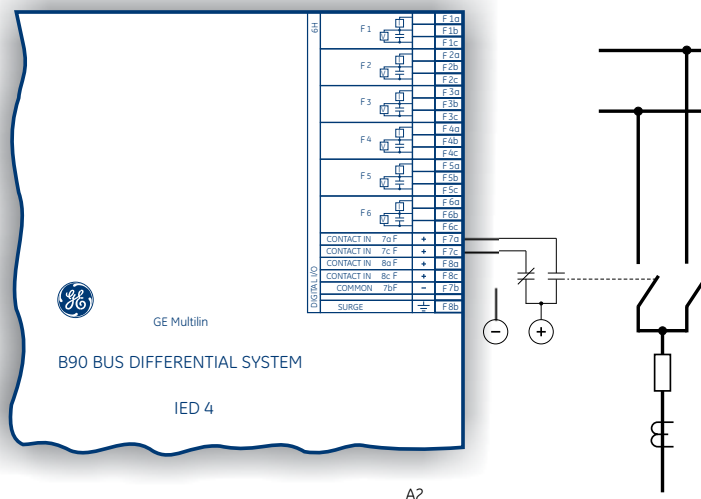 6H
F 1
F 1a
F 1b
F 1c
F 2
F 2a
F 2b
F 2c
F 3
F 3a
F 3b
F 3c
F 4
F 4a
F 4b
F 4c
F 5
F 5a
F 5b
F 5c
F 6
F 6a
F 6b
F 6c
DIGITAL I/O
CONTACT IN 7a F + F 7a
CONTACT IN 7c F + F 7c
CONTACT IN 8a F + F 8a
CONTACT IN 8c F + F 8c
COMMON 7b F - F 7b
SURGE F 8b
GE
GE Multilin
B90 BUS DIFFERENTIAL SYSTEM
IED 4
- +
A2